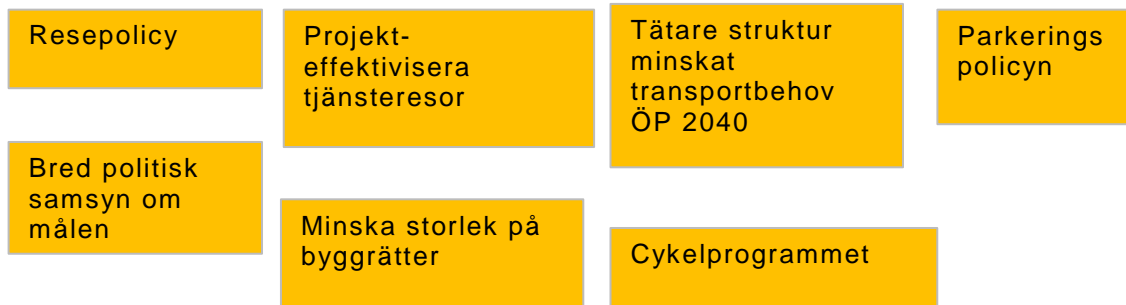 Resepolicy
Projekt-
effektivisera
tjänsteresor
Tätare struktur
minskat
transportbehov
ÖP 2040
Parkerings
policyn
Bred politisk
samsyn om
målen
Minska storlek på
byggrätter
Cykelprogrammet